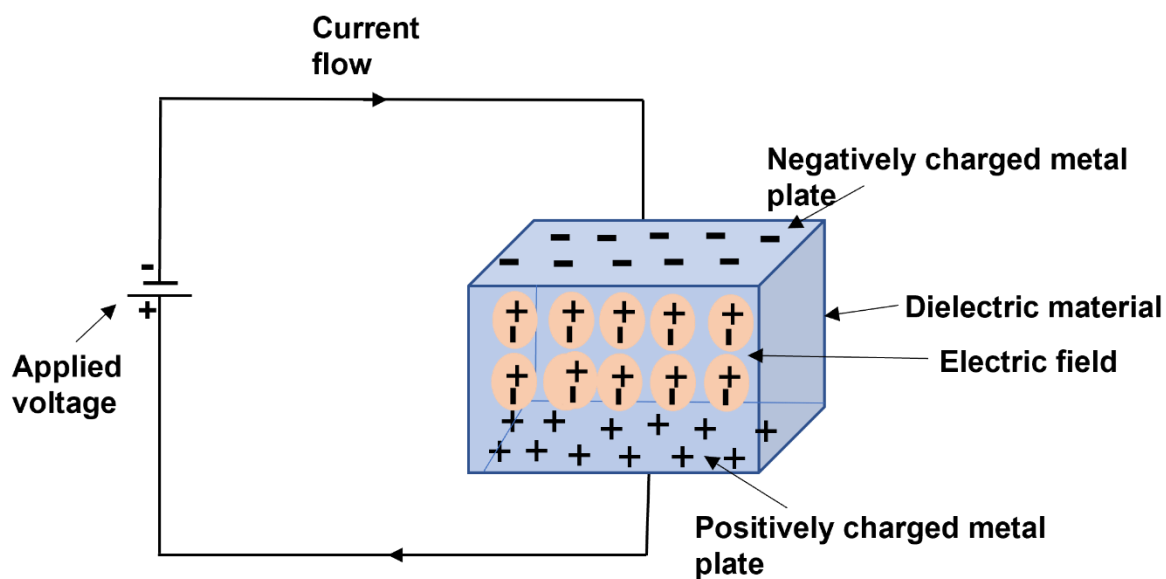 Current
flow
Negatively charged metal
plate
-
+
Dielectric material
Electric field
Applied
voltage
Positively charged metal
plate